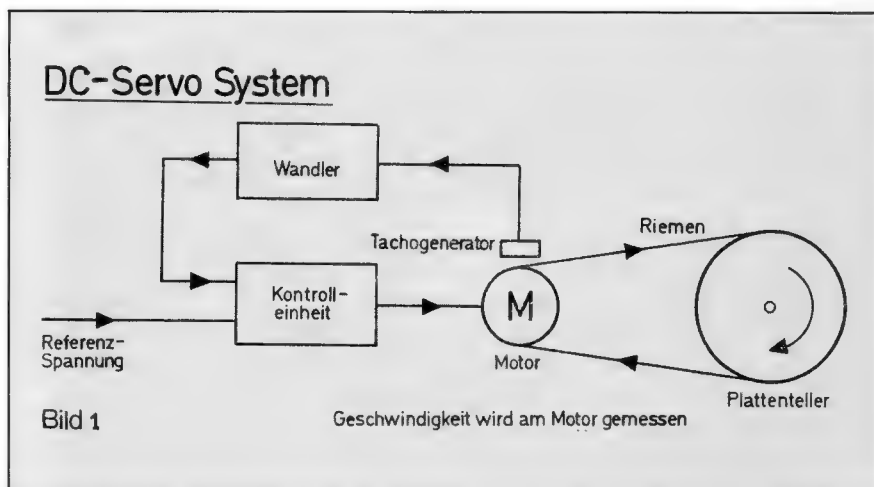 DC-Servo System
Wandler
Tachogenerator
Riemen
Kontroll-
einheit
M
Referenz-
Spannung
Motor
Plattenteller
Bild 1
Geschwindigkeit wird am Motor gemessen